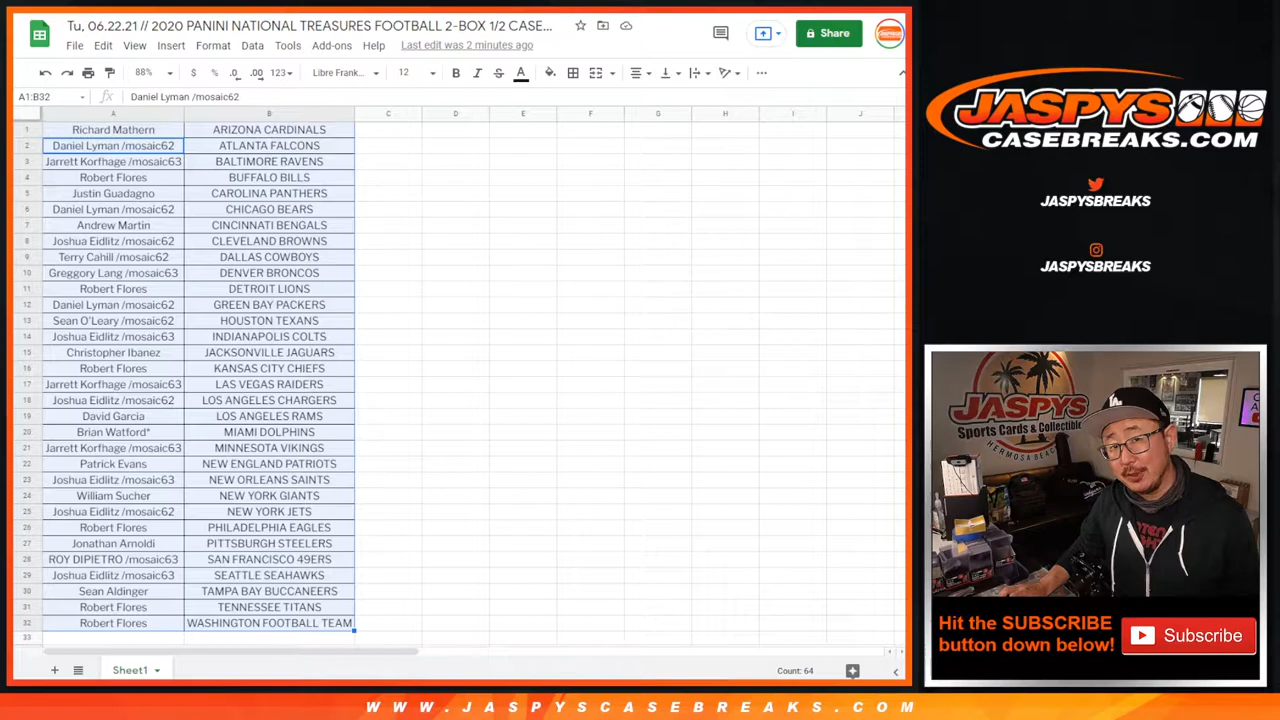 Tu, 06.22.21 // 2020 PANINI NATIONAL TREASURES FOOTBALL 2-BOX 1/2 CASE...
File Edit View Insert Format Data Tools Add-ons Help Last edit was 2 minutes ago
Share
88% $ % .0 .00 123 Libre Frank... 12 B I S A
A1:B32 fx Daniel Lyman /mosaic62
A B C D E F G H I J
1 Richard Mathern ARIZONA CARDINALS
2 Daniel Lyman /mosaic62 ATLANTA FALCONS
3 Jarrett Korfhage /mosaic63 BALTIMORE RAVENS
4 Robert Flores BUFFALO BILLS
5 Justin Guadagno CAROLINA PANTHERS
6 Daniel Lyman /mosaic62 CHICAGO BEARS
7 Andrew Martin CINCINNATI BENGALS
8 Joshua Eidlitz /mosaic62 CLEVELAND BROWNS
9 Terry Cahill /mosaic62 DALLAS COWBOYS
10 Greggory Lang /mosaic63 DENVER BRONCOS
11 Robert Flores DETROIT LIONS
12 Daniel Lyman /mosaic62 GREEN BAY PACKERS
13 Sean O'Leary /mosaic62 HOUSTON TEXANS
14 Joshua Eidlitz /mosaic63 INDIANAPOLIS COLTS
15 Christopher Ibanez JACKSONVILLE JAGUARS
16 Robert Flores KANSAS CITY CHIEFS
17 Jarrett Korfhage /mosaic63 LAS VEGAS RAIDERS
18 Joshua Eidlitz /mosaic62 LOS ANGELES CHARGERS
19 David Garcia LOS ANGELES RAMS
20 Brian Watford* MIAMI DOLPHINS
21 Jarrett Korfhage /mosaic63 MINNESOTA VIKINGS
22 Patrick Evans NEW ENGLAND PATRIOTS
23 Joshua Eidlitz /mosaic63 NEW ORLEANS SAINTS
24 William Sucher NEW YORK GIANTS
25 Joshua Eidlitz /mosaic62 NEW YORK JETS
26 Robert Flores PHILADELPHIA EAGLES
27 Jonathan Arnoldi PITTSBURGH STEELERS
28 ROY DIPIETRO /mosaic63 SAN FRANCISCO 49ERS
29 Joshua Eidlitz /mosaic63 SEATTLE SEAHAWKS
30 Sean Aldinger TAMPA BAY BUCCANEERS
31 Robert Flores TENNESSEE TITANS
32 Robert Flores WASHINGTON FOOTBALL TEAM
33
Sheet1 Count: 64
JASPYS
CASEBREAKS.COM
JASPYSBREAKS
JASPYSBREAKS
JASPYS
Sports Cards & Collectible
HERMOSA BEACH
LA
Hit the SUBSCRIBE
button down below!
Subscribe
WWW.JASPYSCASEBREAKS.COM